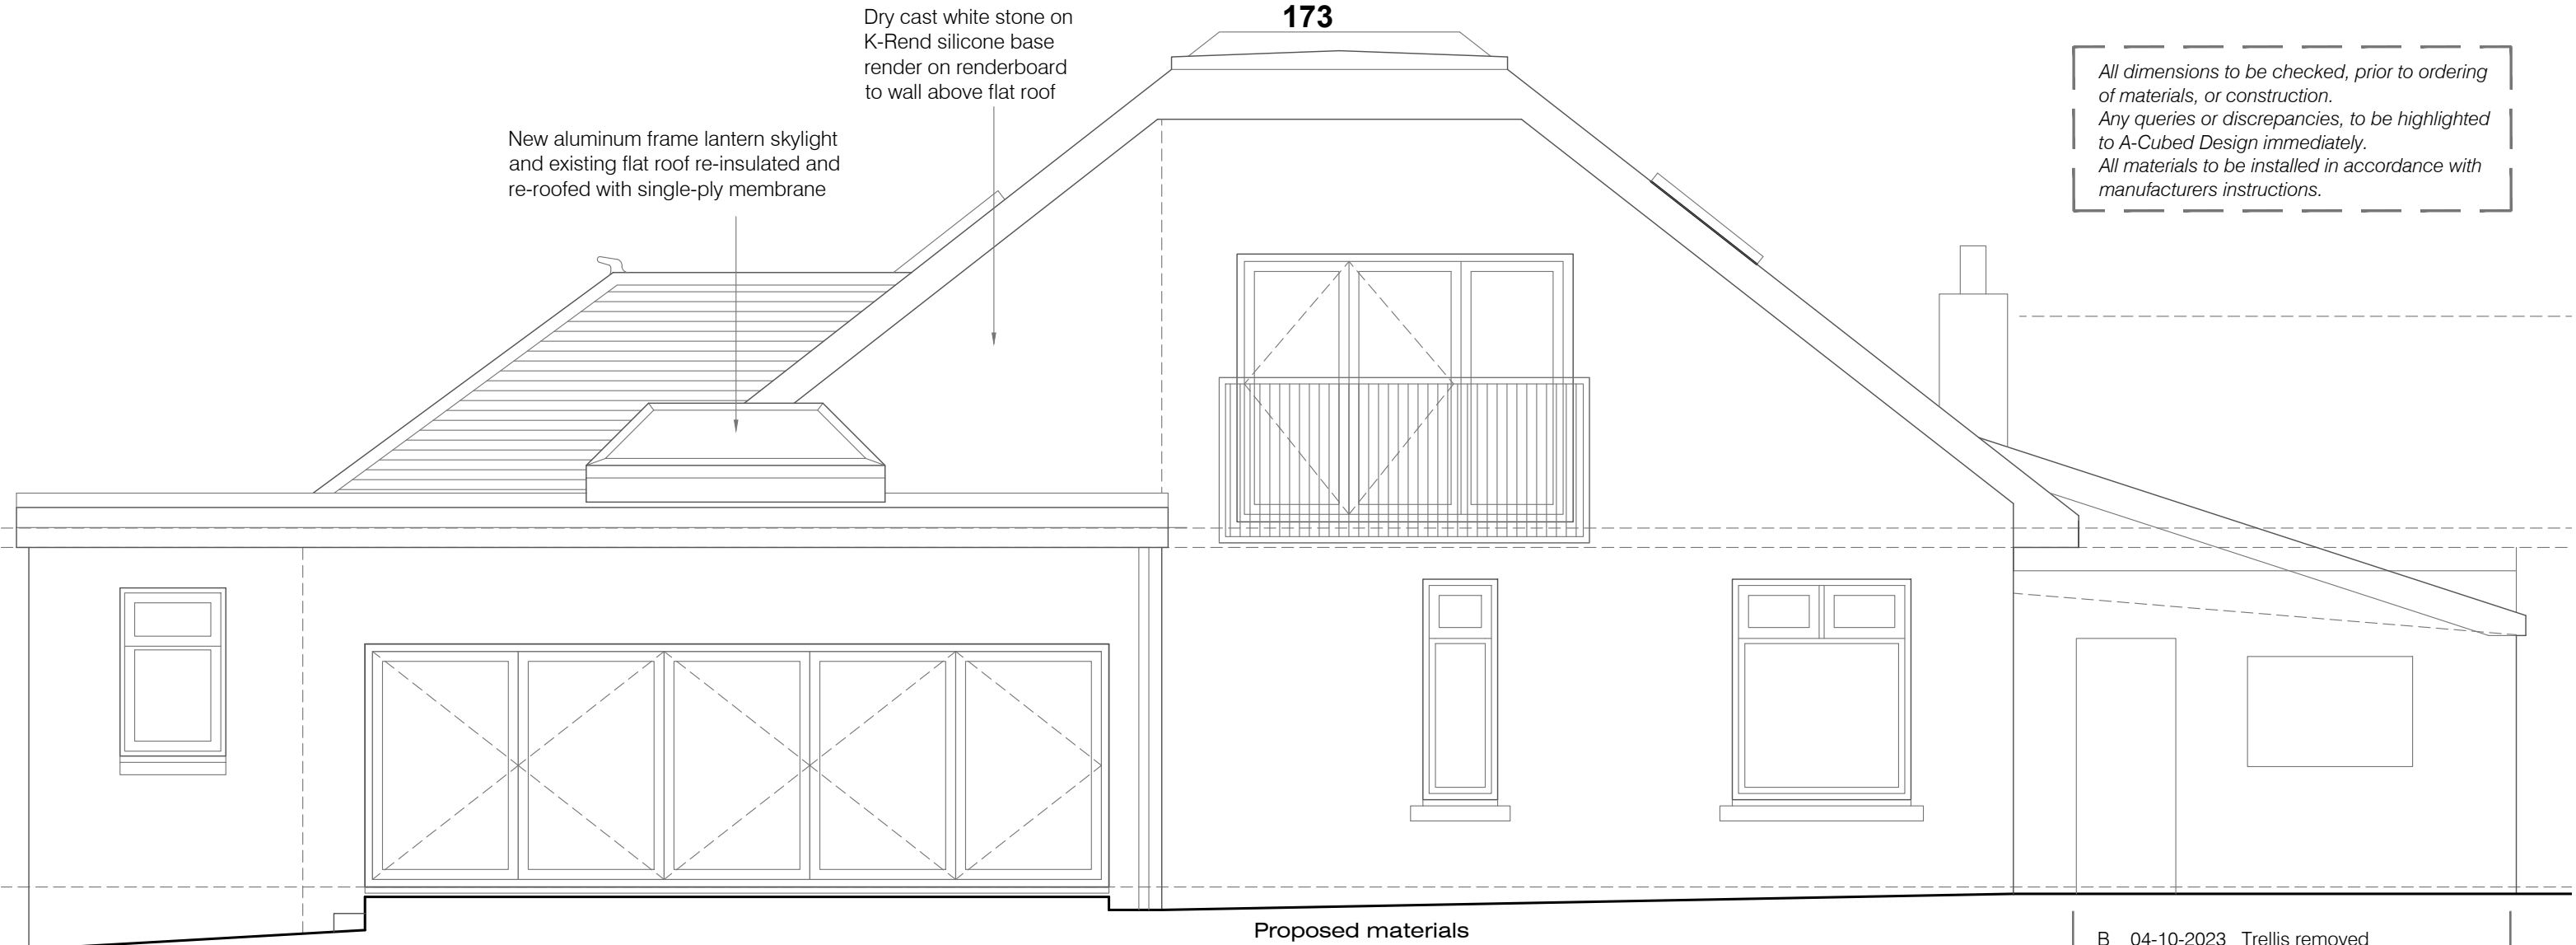 173
Dry cast white stone on
K-Rend silicone base
render on renderboard
to wall above flat roof
New aluminum frame lantern skylight
and existing flat roof re-insulated and
re-roofed with single-ply membrane
All dimensions to be checked, prior to ordering
of materials, or construction.
Any queries or discrepancies, to be highlighted
to A-Cubed Design immediately.
All materials to be installed in accordance with
manufacturers instructions.
Proposed materials
B 04-10-2023 Trellis removed